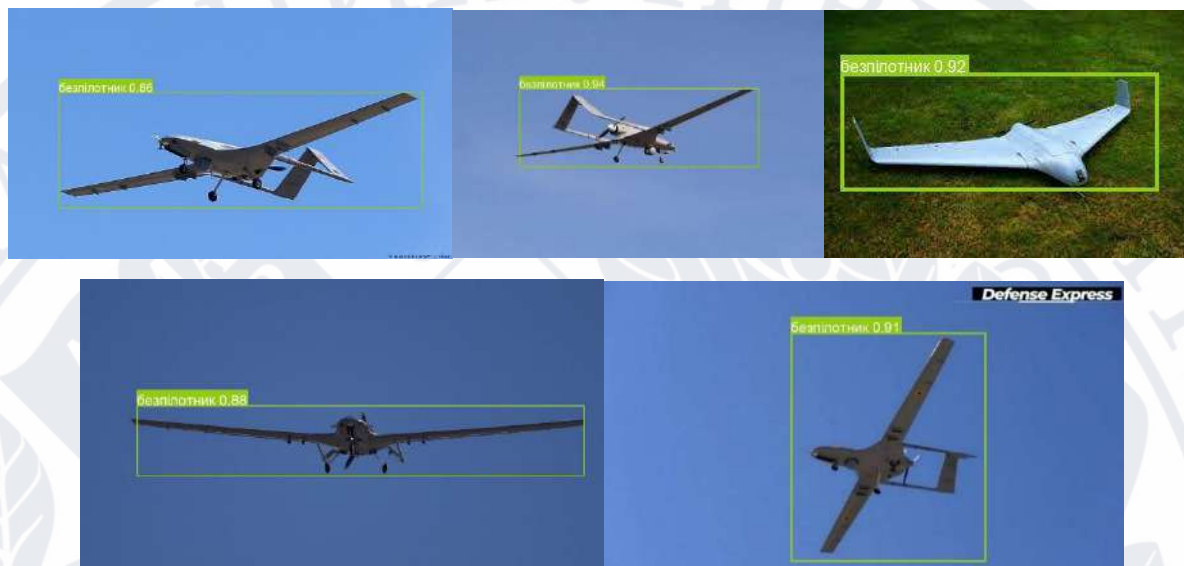 безпілотник 0.86
безпілотник 0.94
безпілотник 0.92
Defense Express
безпілотник 0.91
безпілотник 0.88